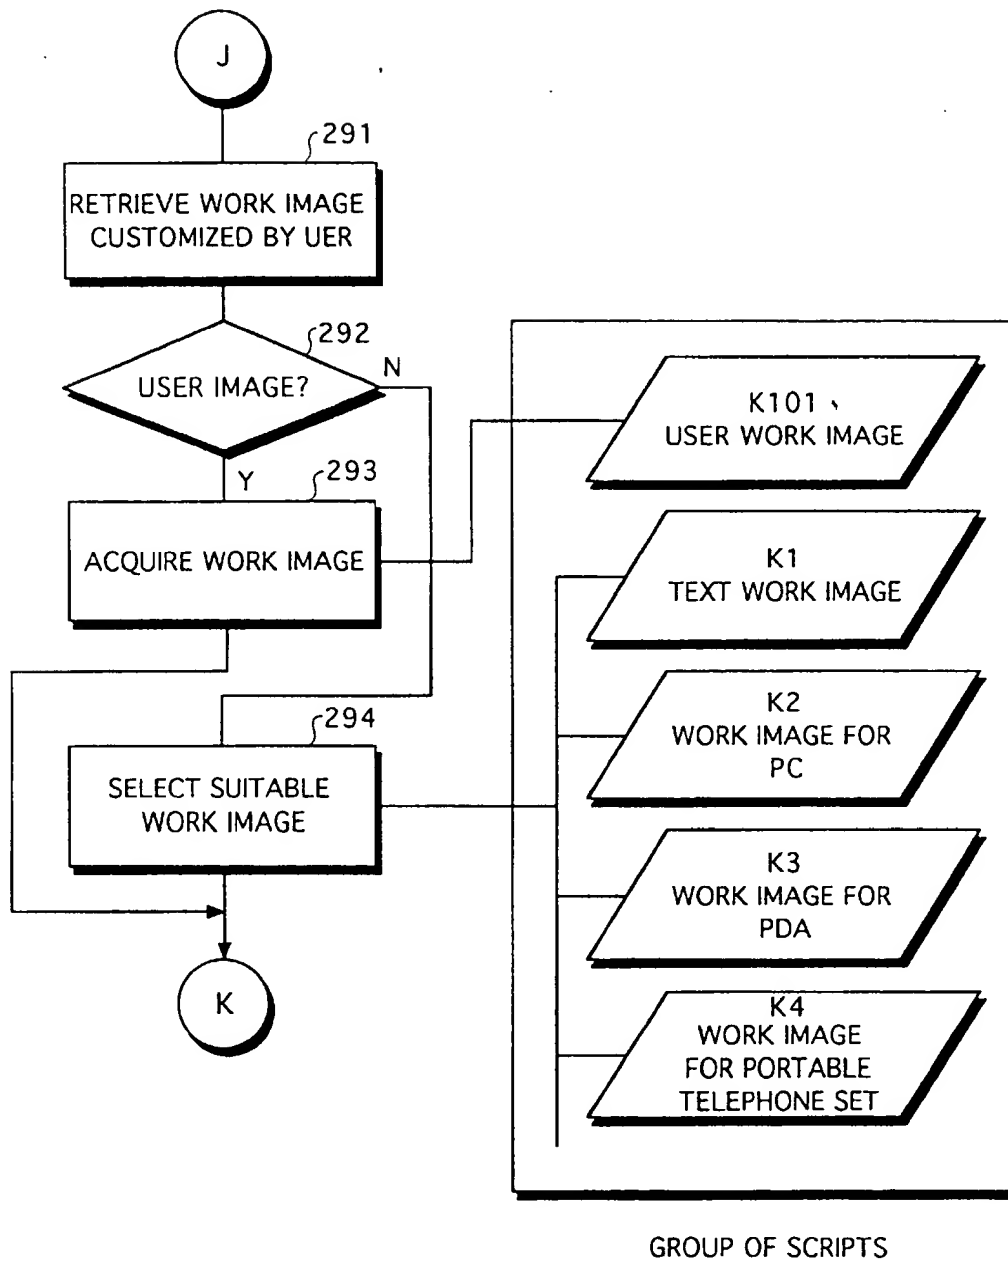 J
291
RETRIEVE WORK IMAGE
CUSTOMIZED BY UER
292
USER IMAGE?
N
Y
293
ACQUIRE WORK IMAGE
294
SELECT SUITABLE
WORK IMAGE
K
K101
USER WORK IMAGE
K1
TEXT WORK IMAGE
K2
WORK IMAGE FOR
PC
K3
WORK IMAGE FOR
PDA
K4
WORK IMAGE
FOR PORTABLE
TELEPHONE SET
GROUP OF SCRIPTS